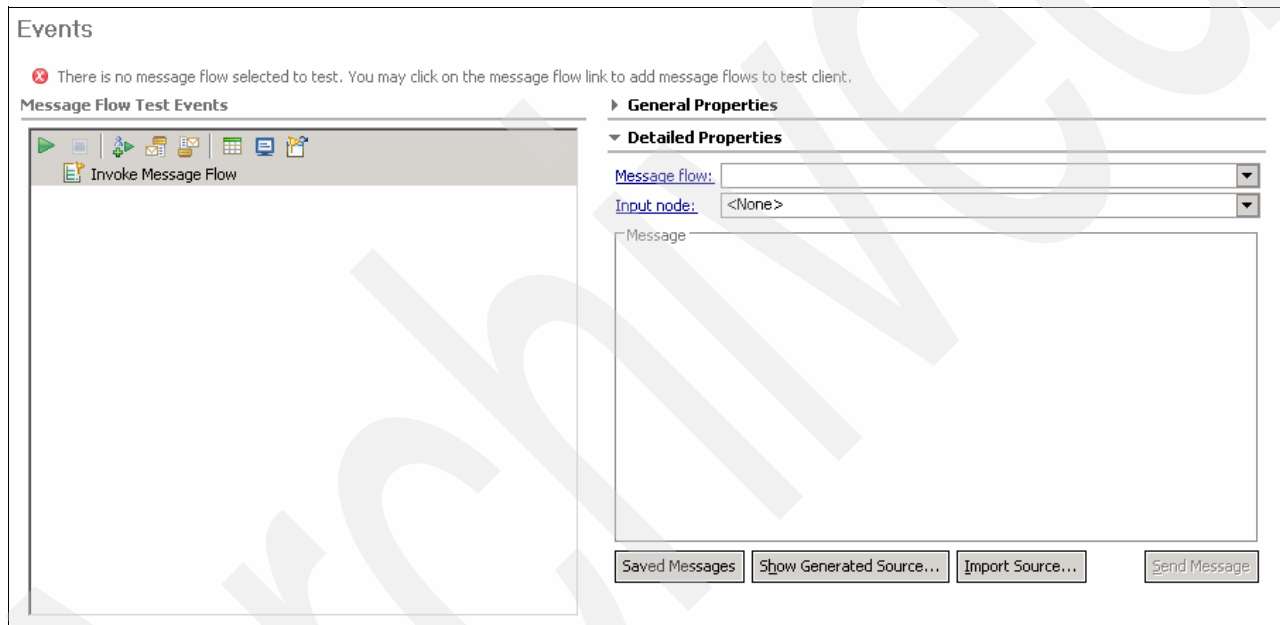 Events
There is no message flow selected to test. You may click on the message flow link to add message flows to test client.
Message Flow Test Events
Invoke Message Flow
General Properties
Detailed Properties
Message flow:
Input node: <None>
Message
Saved Messages Show Generated Source... Import Source... Send Message
Archived